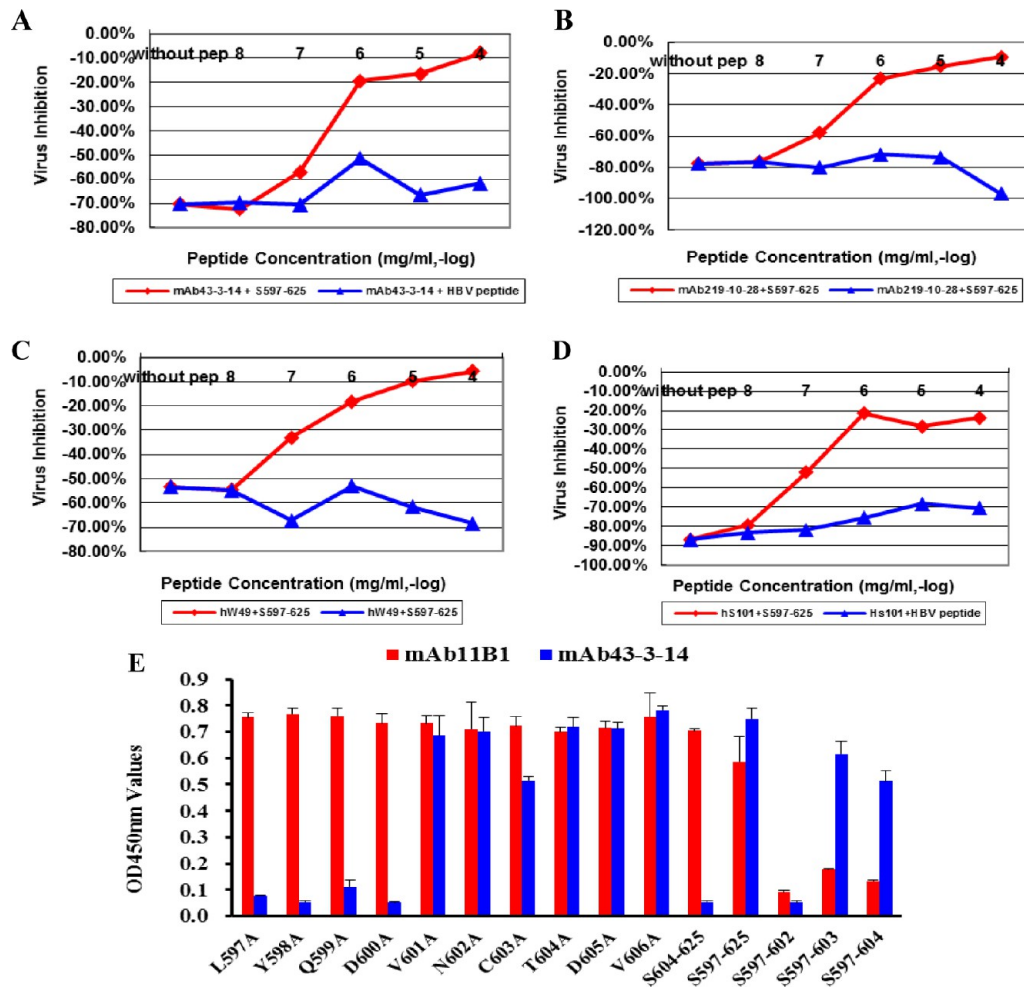 A
0.00%
without pep 8 7 6 5 4
-10.00%
-20.00%
-30.00%
-40.00%
-50.00%
-60.00%
-70.00%
-80.00%
Virus Inhibition
Peptide Concentration (mg/ml,-log)
mAb43-3-14 + S597-625 mAb43-3-14 + HBV peptide
B
0.00%
without pep 8 7 6 5 4
-20.00%
-40.00%
-60.00%
-80.00%
-100.00%
-120.00%
Virus Inhibition
Peptide Concentration (mg/ml,-log)
mAb219-10-28+S597-625 mAb219-10-28+S597-625
C
0.00%
without pep 8 7 6 5 4
-10.00%
-20.00%
-30.00%
-40.00%
-50.00%
-60.00%
-70.00%
-80.00%
Virus Inhibition
Peptide Concentration (mg/ml,-log)
hW49+S597-625 hW49+S597-625
D
0.00%
without pep 8 7 6 5 4
-10.00%
-20.00%
-30.00%
-40.00%
-50.00%
-60.00%
-70.00%
-80.00%
-90.00%
-100.00%
Virus Inhibition
Peptide Concentration (mg/ml,-log)
hS101+S597-625 Hs101+HBV peptide
E
mAb11B1 mAb43-3-14
0.9
0.8
0.7
0.6
0.5
0.4
0.3
0.2
0.1
0.0
OD450nm Values
L597A
Y598A
Q599A
D600A
V601A
N602A
C603A
T604A
D605A
V606A
S604-625
S597-625
S597-602
S597-603
S597-604